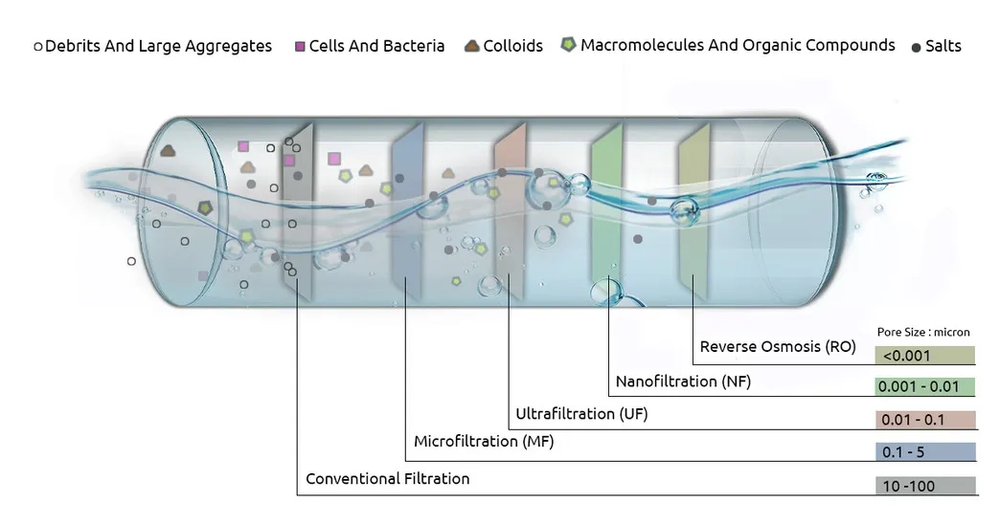 Debrits And Large Aggregates Cells And Bacteria Colloids Macromolecules And Organic Compounds Salts
Pore Size : micron
Reverse Osmosis (RO) <0.001
Nanofiltration (NF) 0.001 - 0.01
Ultrafiltration (UF) 0.01 - 0.1
Microfiltration (MF) 0.1 - 5
Conventional Filtration 10 -100